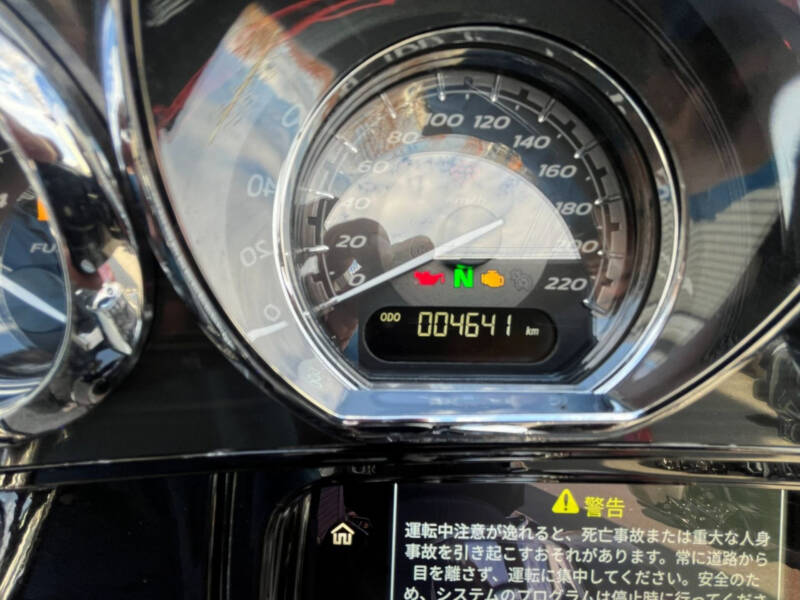 100 120
80 140
60 160
40 180
20 200
0 220
km/h
N
ODO 004641 km
FU
4
警告
運転中注意が逸れると、死亡事故または重大な人身
事故を引き起こすおそれがあります。常に道路から
目を離さず、運転に集中してください。安全のた
め、システムのプログラムは停止時に行ってくださ